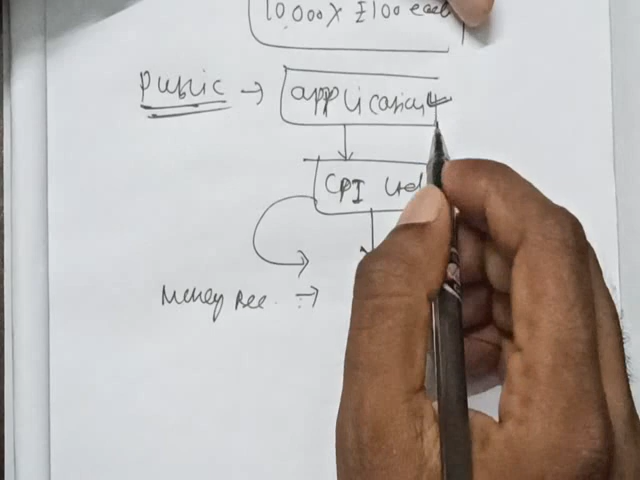 10,000 X £100 each
Public → application
CPI Ltd
Money Rec. →